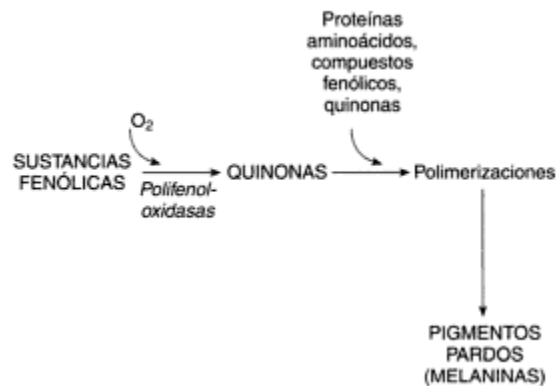 Proteínas
aminoácidos,
compuestos
fenólicos,
quinonas
O₂
SUSTANCIAS
FENÓLICAS
Polifenol-
oxidasas
QUINONAS
Polimerizaciones
PIGMENTOS
PARDOS
(MELANINAS)